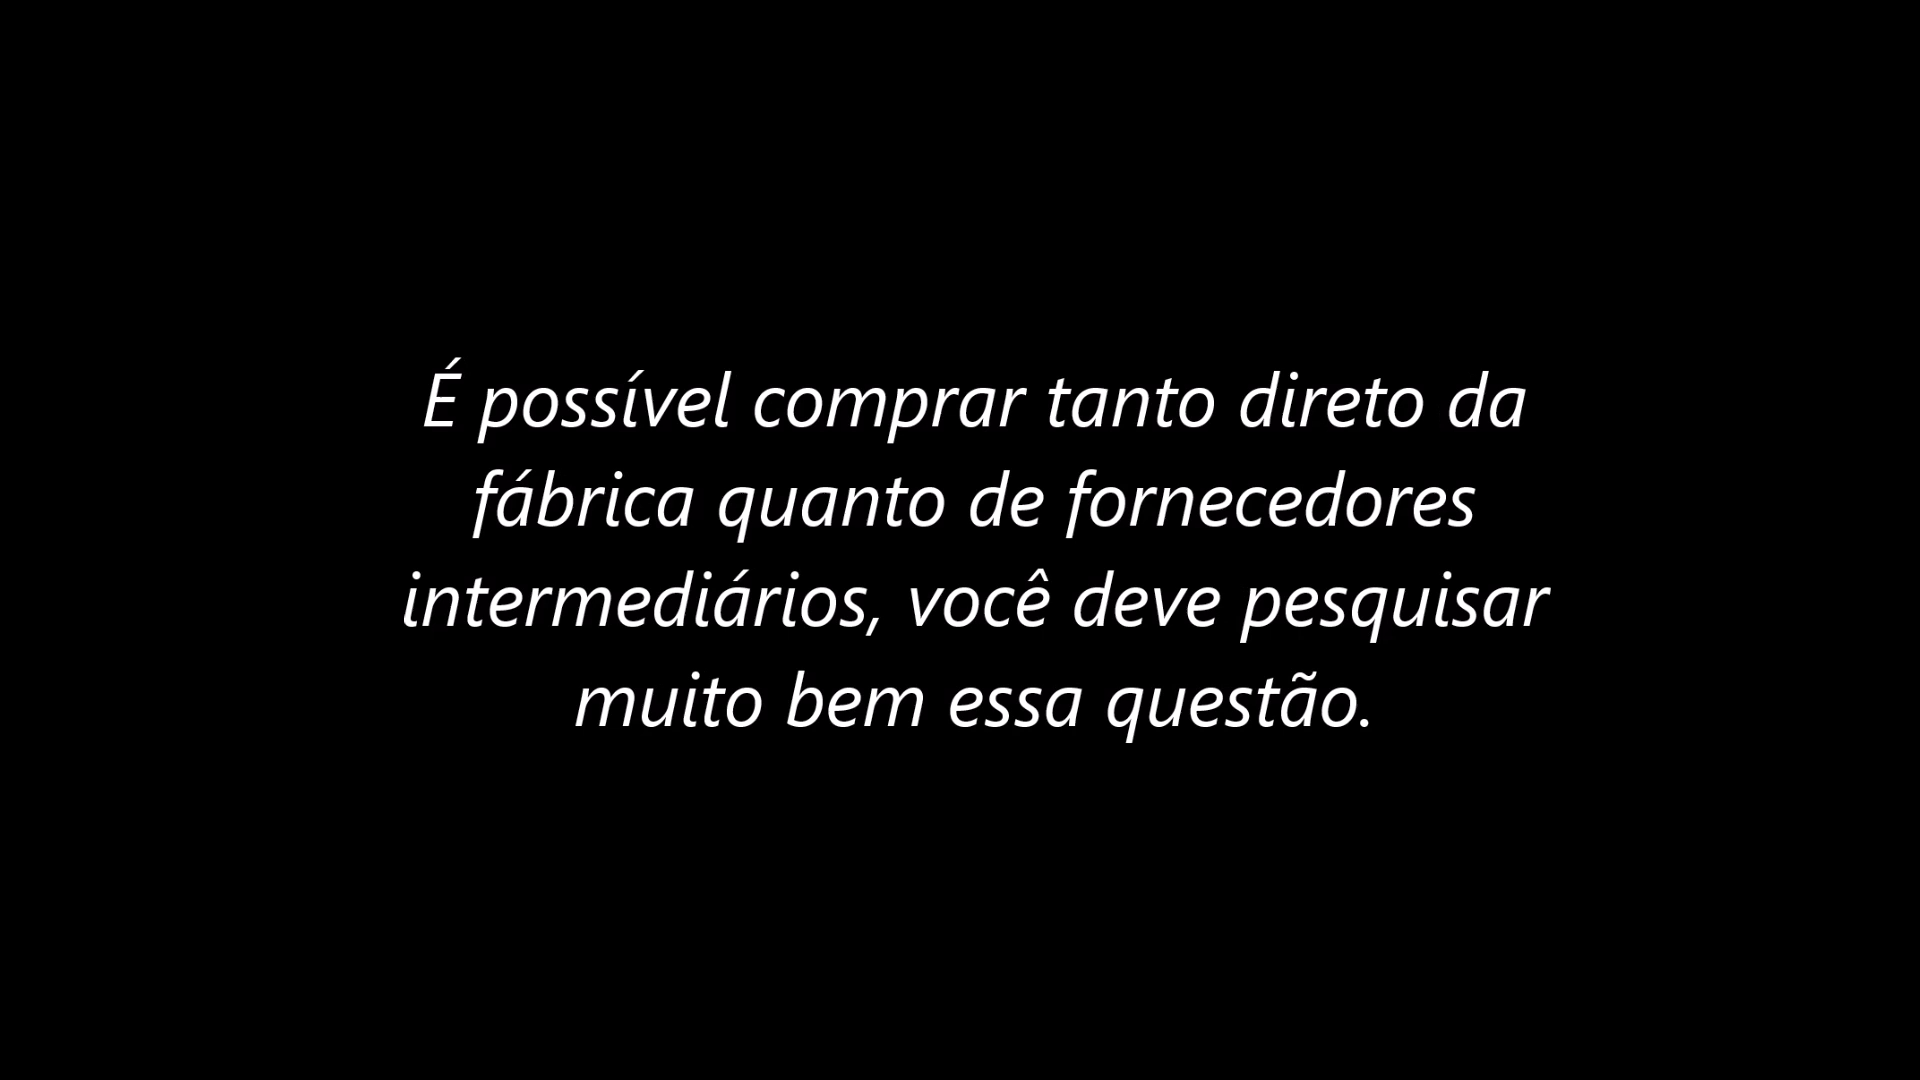 É possível comprar tanto direto da
fábrica quanto de fornecedores
intermediários, você deve pesquisar
muito bem essa questão.